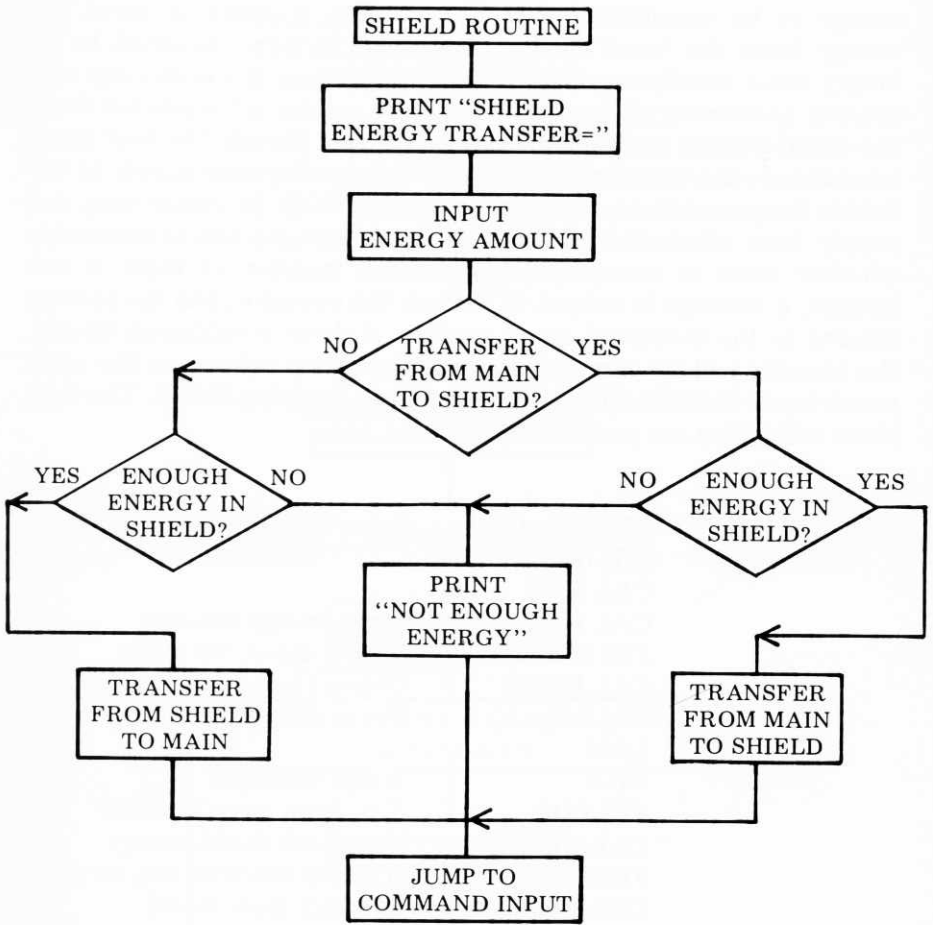 SHIELD ROUTINE
PRINT “SHIELD
ENERGY TRANSFER=”
INPUT
ENERGY AMOUNT
NO
TRANSFER
FROM MAIN
TO SHIELD?
YES
YES
ENOUGH
ENERGY IN
SHIELD?
NO
NO
ENOUGH
ENERGY IN
SHIELD?
YES
PRINT
“NOT ENOUGH
ENERGY”
TRANSFER
FROM SHIELD
TO MAIN
TRANSFER
FROM MAIN
TO SHIELD
JUMP TO
COMMAND INPUT